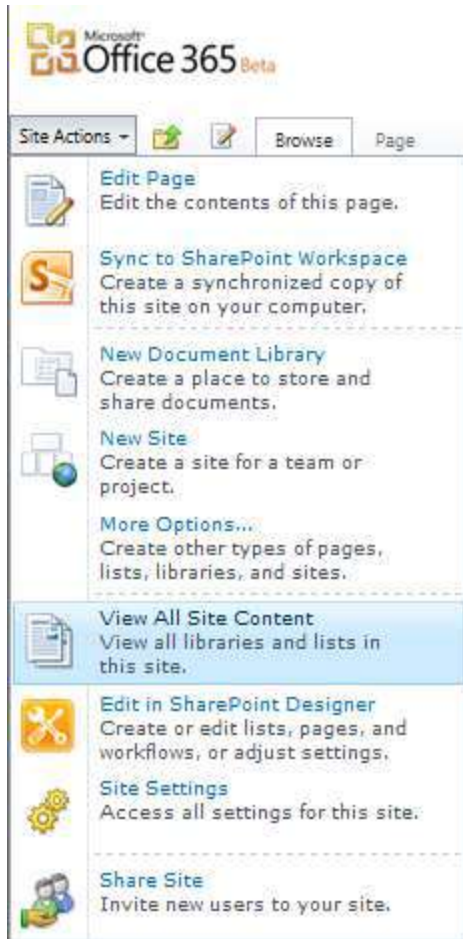 Microsoft
Office 365 Beta
Site Actions Browse Page
Edit Page
Edit the contents of this page.
Sync to SharePoint Workspace
Create a synchronized copy of
this site on your computer.
New Document Library
Create a place to store and
share documents.
New Site
Create a site for a team or
project.
More Options...
Create other types of pages,
lists, libraries, and sites.
View All Site Content
View all libraries and lists in
this site.
Edit in SharePoint Designer
Create or edit lists, pages, and
workflows, or adjust settings.
Site Settings
Access all settings for this site.
Share Site
Invite new users to your site.